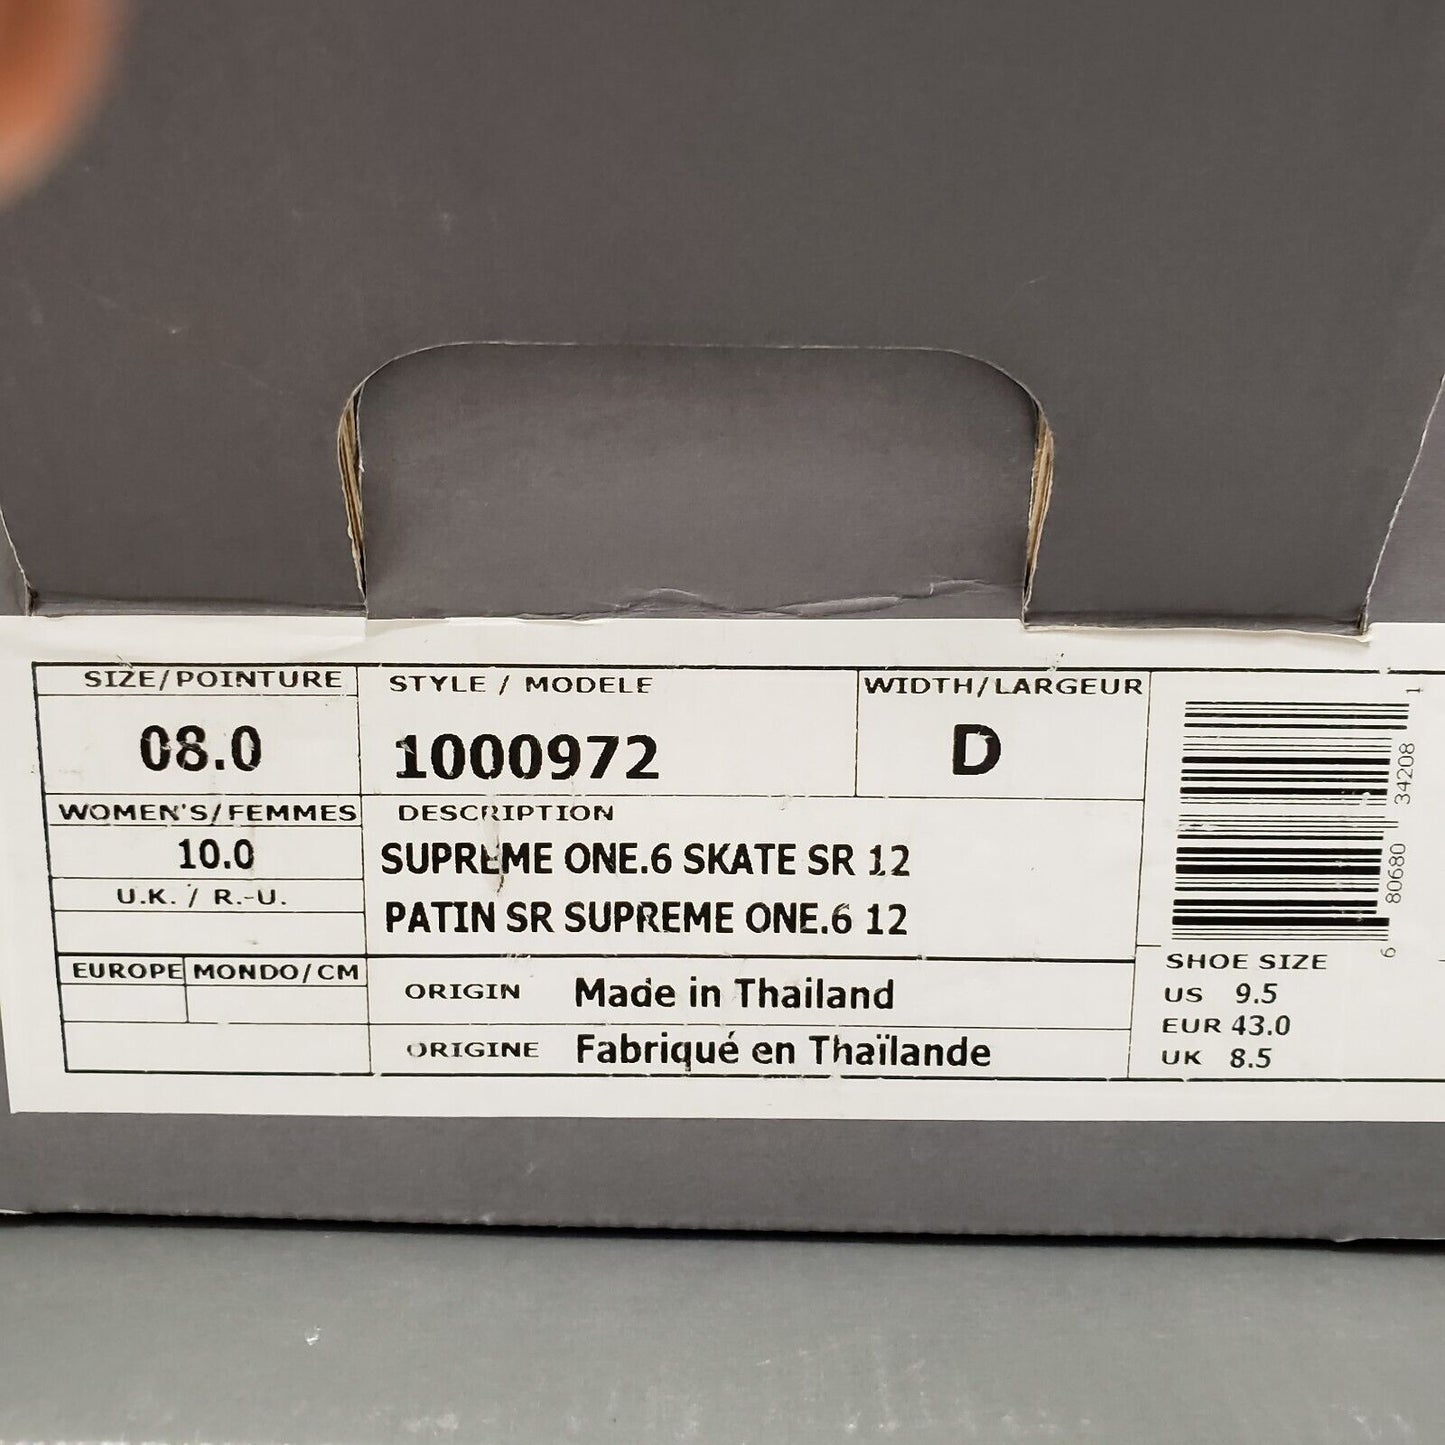 SIZE/POINTURE
08.0
WOMEN'S/FEMMES
10.0
U.K. / R.-U.
EUROPE MONDO/CM
STYLE / MODELE
1000972
WIDTH/LARGEUR
D
DESCRIPTION
SUPREME ONE.6 SKATE SR 12
PATIN SR SUPREME ONE.6 12
ORIGIN Made in Thailand
ORIGINE Fabriqué en Thaïlande
6 80680 34208 1
SHOE SIZE
US 9.5
EUR 43.0
UK 8.5